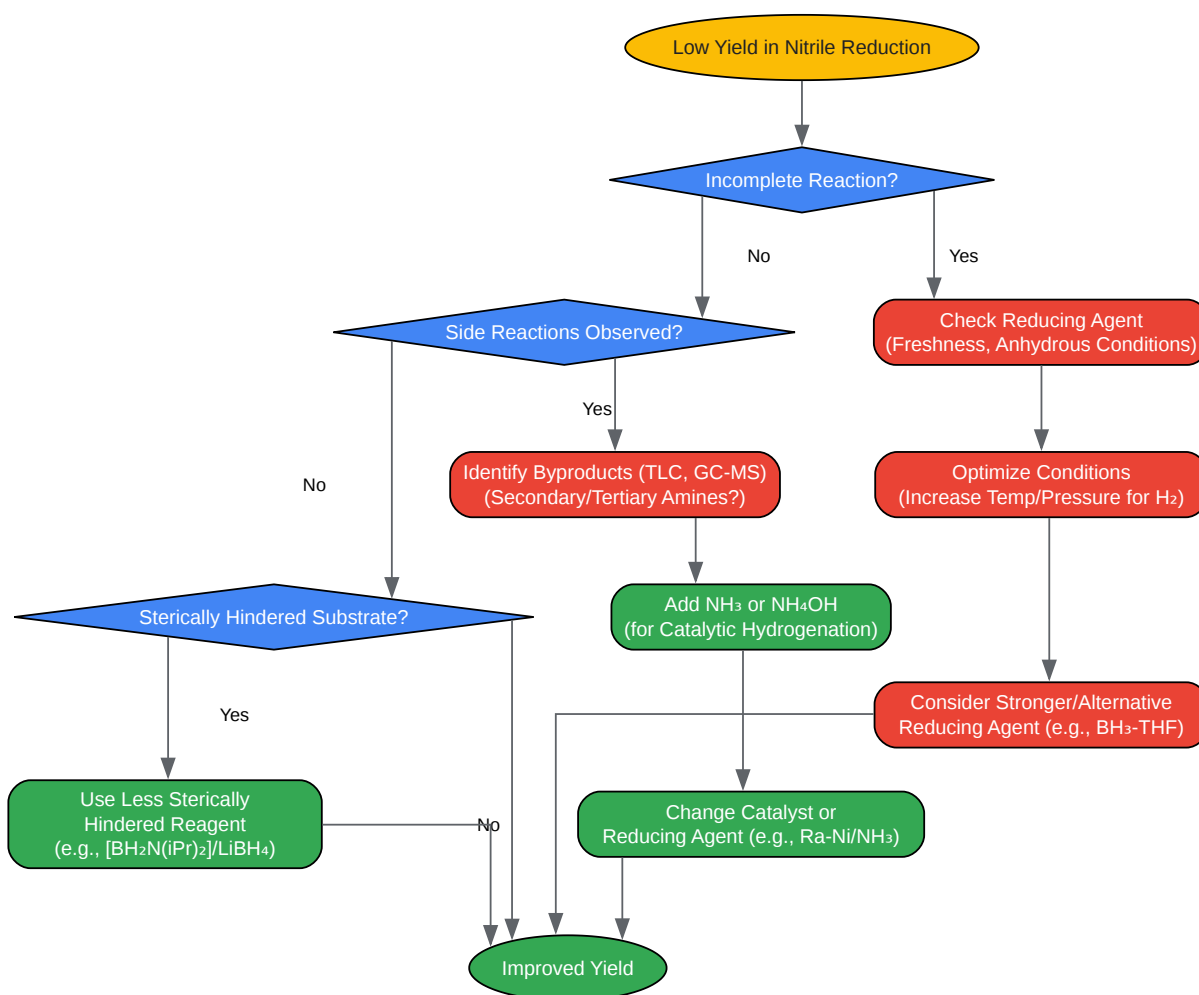 Low Yield in Nitrile Reduction
Incomplete Reaction?
No
Yes
Side Reactions Observed?
Check Reducing Agent
(Freshness, Anhydrous Conditions)
Yes
No
Identify Byproducts (TLC, GC-MS)
(Secondary/Tertiary Amines?)
Optimize Conditions
(Increase Temp/Pressure for H₂)
Sterically Hindered Substrate?
Add NH₃ or NH₄OH
(for Catalytic Hydrogenation)
Yes
Consider Stronger/Alternative
Reducing Agent (e.g., BH₃-THF)
Use Less Sterically
Hindered Reagent
(e.g., [BH₂N(iPr)₂]/LiBH₄)
No
Change Catalyst or
Reducing Agent (e.g., Ra-Ni/NH₃)
Improved Yield